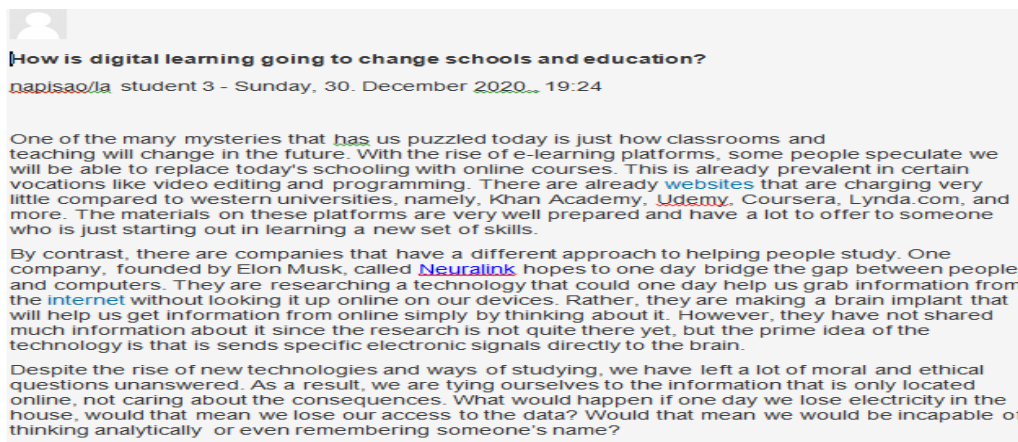 How is digital learning going to change schools and education?
napisao/la student 3 - Sunday, 30. December 2020., 19:24
One of the many mysteries that has us puzzled today is just how classrooms and
teaching will change in the future. With the rise of e-learning platforms, some people speculate we
will be able to replace today's schooling with online courses. This is already prevalent in certain
vocations like video editing and programming. There are already websites that are charging very
little compared to western universities, namely, Khan Academy, Udemy, Coursera, Lynda.com, and
more. The materials on these platforms are very well prepared and have a lot to offer to someone
who is just starting out in learning a new set of skills.
By contrast, there are companies that have a different approach to helping people study. One
company, founded by Elon Musk, called Neuralink hopes to one day bridge the gap between people
and computers. They are researching a technology that could one day help us grab information from
the internet without looking it up online on our devices. Rather, they are making a brain implant that
will help us get information from online simply by thinking about it. However, they have not shared
much information about it since the research is not quite there yet, but the prime idea of the
technology is that is sends specific electronic signals directly to the brain.
Despite the rise of new technologies and ways of studying, we have left a lot of moral and ethical
questions unanswered. As a result, we are tying ourselves to the information that is only located
online, not caring about the consequences. What would happen if one day we lose electricity in the
house, would that mean we lose our access to the data? Would that mean we would be incapable of
thinking analytically or even remembering someone's name?